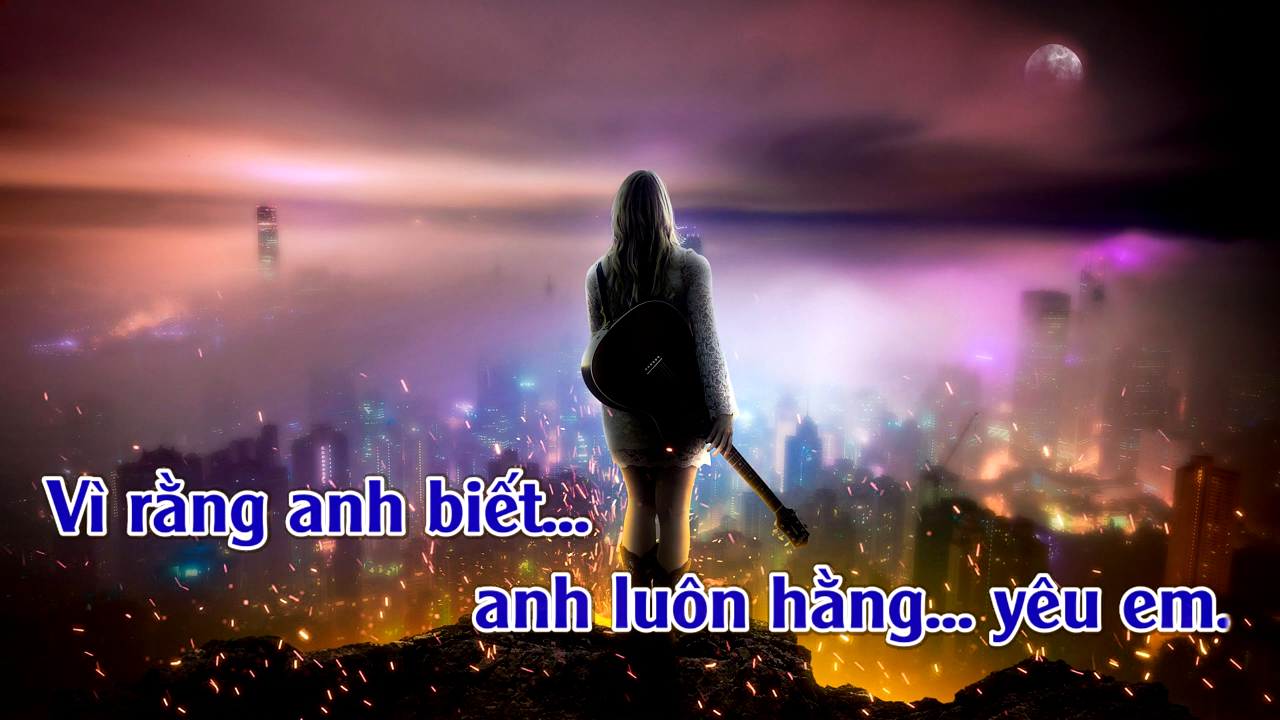 Vì rằng anh biết...
anh luôn hằng... yêu em.